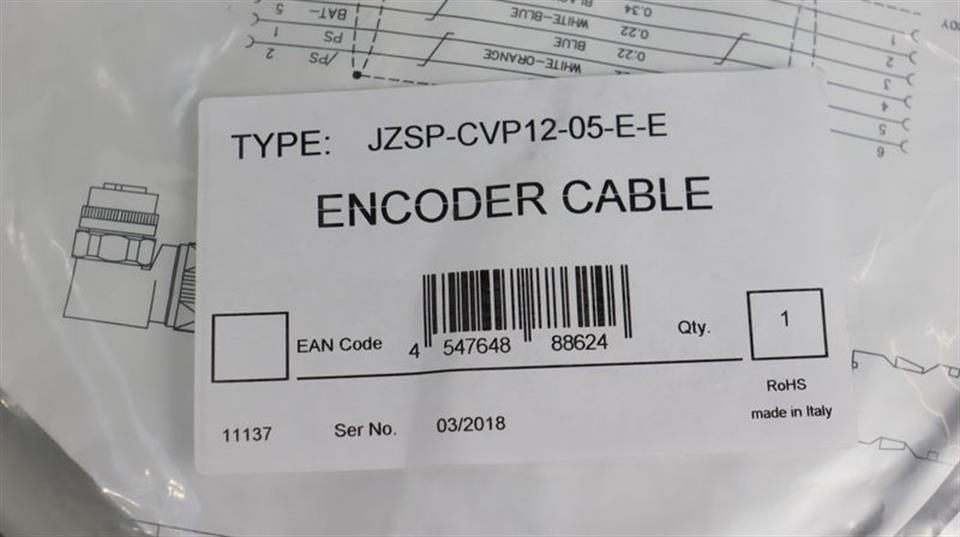 BAT-
0.34
5
WHITE-BLUE
0.22
1
PS
BLUE
0.22
2
/PS
WHITE-ORANGE
1
2
3
4
5
6
TYPE: JZSP-CVP12-05-E-E
ENCODER CABLE
EAN Code
4 547648 88624
Qty.
1
RoHS
made in Italy
11137
Ser No.
03/2018